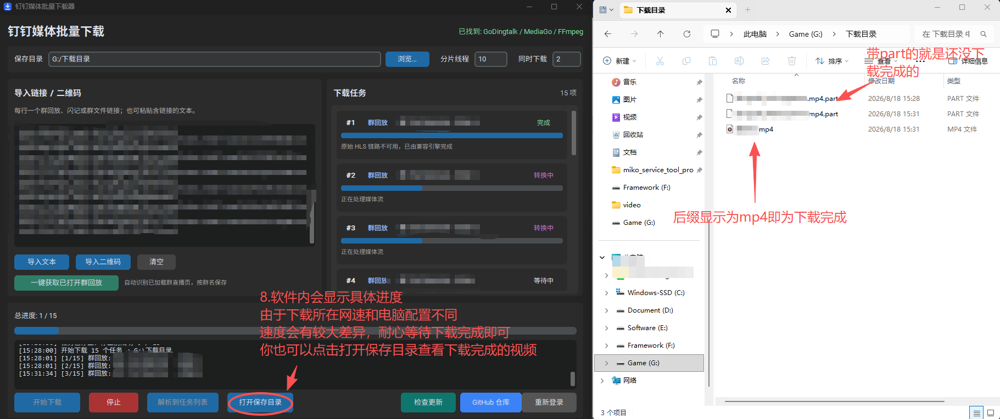 钉钉媒体批量下载器
钉钉媒体批量下载
已找到: GoDingtalk / MediaGo / FFmpeg
保存目录
G:/下载目录
浏览...
分片线程
10
同时下载
2
导入链接 / 二维码
每行一个群回放、闪记或群文件链接；也可粘贴含链接的文本。
导入文本
导入二维码
清空
一键获取已打开群回放
自动识别已加载群直播页，按群名保存
下载任务
15 项
#1
群回放
完成
原始 HLS 链路不可用，已由兼容引擎完成
#2
群回放
转换中
正在处理媒体流
#3
群回放
转换中
正在处理媒体流
#4
群回放
等待中
总进度: 1 / 15
[15:28:00] 开始下载 15 个任务 -> G:\下载目录
[15:28:01] [1/15] 群回放:
[15:28:01] [2/15] 群回放:
[15:31:34] [3/15] 群回放:
8.软件内会显示具体进度
由于下载所在网速和电脑配置不同
速度会有较大差异，耐心等待下载完成即可
你也可以点击打开保存目录查看下载完成的视频
开始下载
停止
解析到任务列表
打开保存目录
检查更新
GitHub 仓库
重新登录
下载目录
此电脑
Game (G:)
下载目录
在 下载目录 中
新建
排序
查看
详细信息
带part的就是还没下
载完成的
名称
修改日期
类型
.mp4.part
2026/8/18 15:28
PART 文件
mp4.part
2026/8/18 15:31
PART 文件
mp4
2026/8/18 15:31
MP4 文件
后缀显示为mp4即为下载完成
音乐
图片
视频
回收站
文档
miko_service_tool_pro
Framework (F:)
video
Game (G:)
Windows-SSD (C:)
Document (D:)
Software (E:)
Framework (F:)
Game (G:)
网络
3 个项目